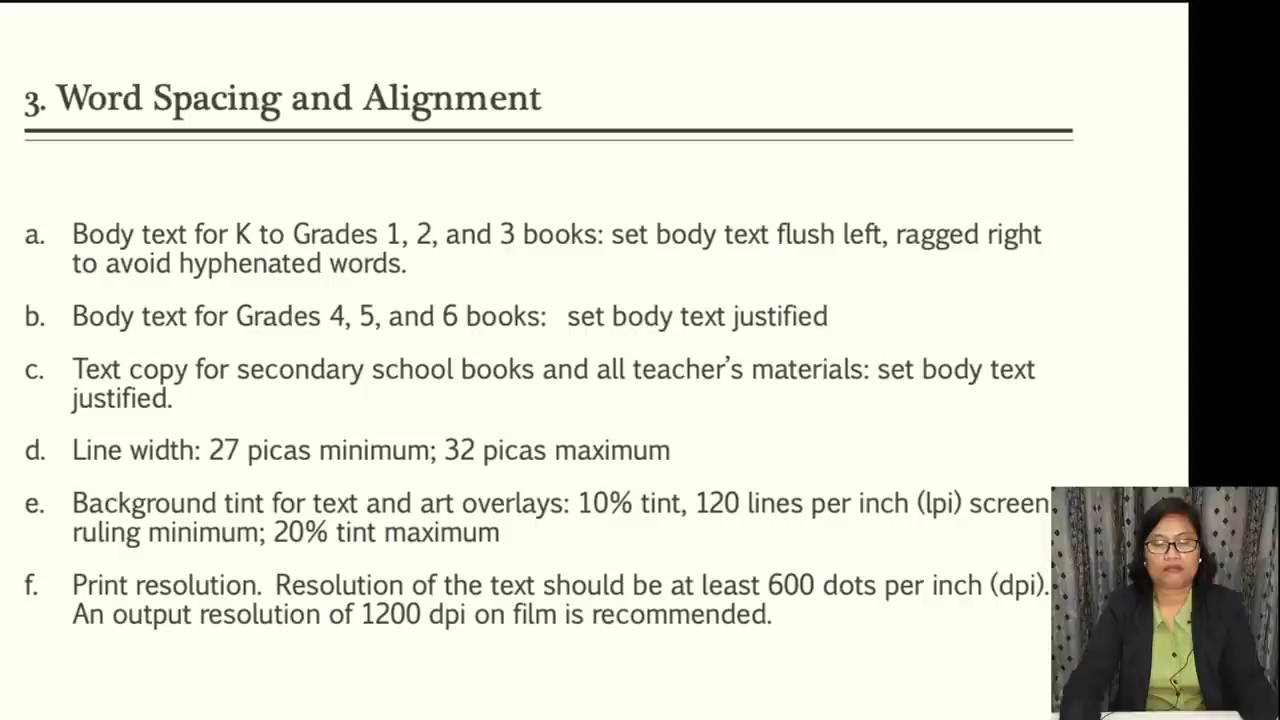 3. Word Spacing and Alignment
a. Body text for K to Grades 1, 2, and 3 books: set body text flush left, ragged right
to avoid hyphenated words.
b. Body text for Grades 4, 5, and 6 books: set body text justified
c. Text copy for secondary school books and all teacher’s materials: set body text
justified.
d. Line width: 27 picas minimum; 32 picas maximum
e. Background tint for text and art overlays: 10% tint, 120 lines per inch (lpi) screen
ruling minimum; 20% tint maximum
f. Print resolution. Resolution of the text should be at least 600 dots per inch (dpi).
An output resolution of 1200 dpi on film is recommended.